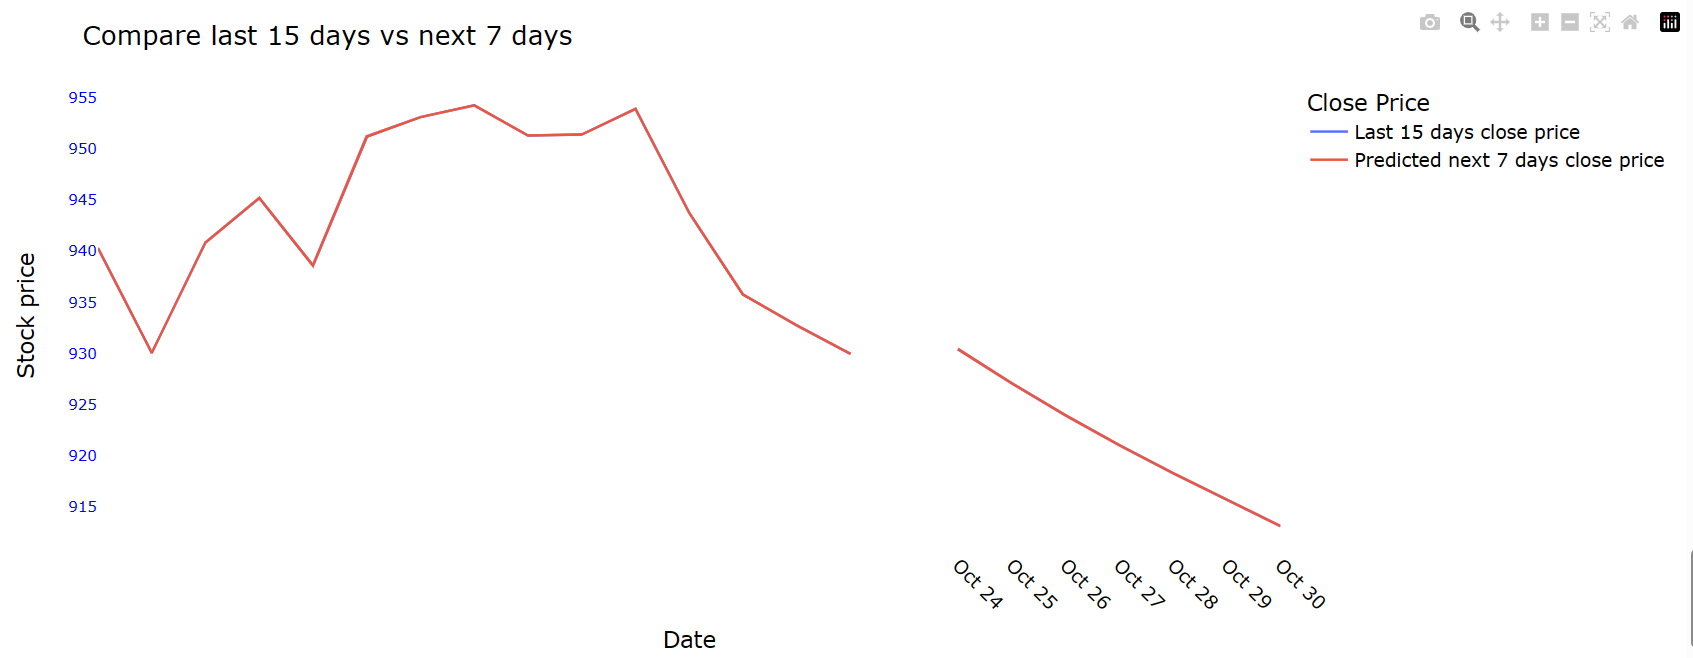 Compare last 15 days vs next 7 days
955
950
945
940
935
930
925
920
915
Stock price
Oct 24
Oct 25
Oct 26
Oct 27
Oct 28
Oct 29
Oct 30
Date
Close Price
Last 15 days close price
Predicted next 7 days close price